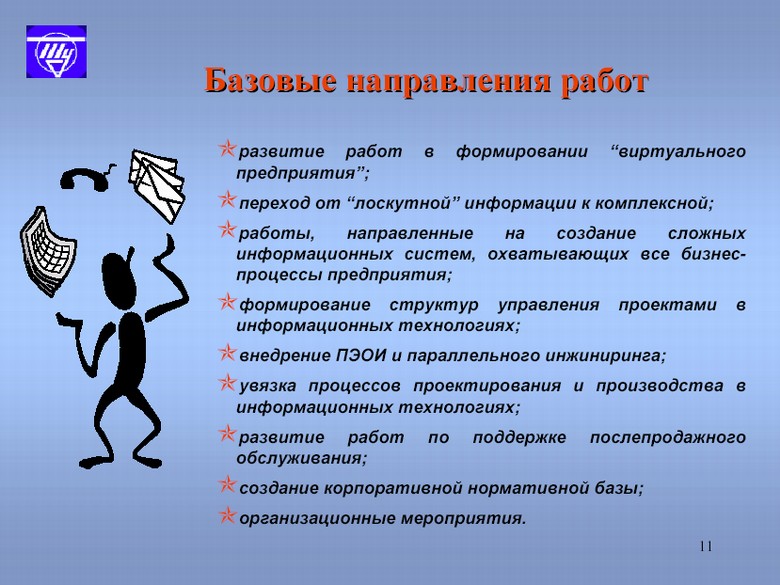 Ту
Базовые направления работ
развитие работ в формировании “виртуального
предприятия”;
переход от “лоскутной” информации к комплексной;
работы, направленные на создание сложных
информационных систем, охватывающих все бизнес-
процессы предприятия;
формирование структур управления проектами в
информационных технологиях;
внедрение ПЭОИ и параллельного инжиниринга;
увязка процессов проектирования и производства в
информационных технологиях;
развитие работ по поддержке послепродажного
обслуживания;
создание корпоративной нормативной базы;
организационные мероприятия.
11